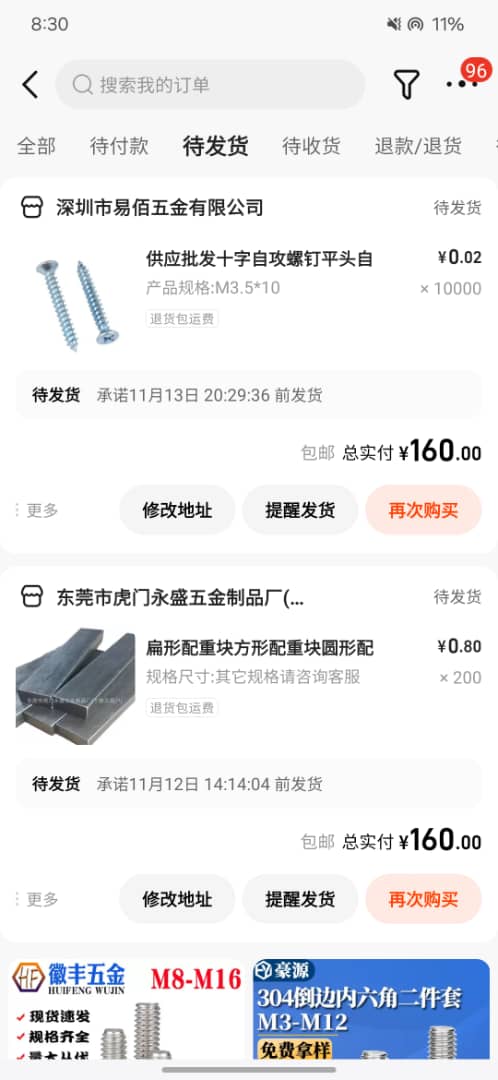 8:30
11%
搜索我的订单
96
全部 待付款 待发货 待收货 退款/退货
深圳市易佰五金有限公司 待发货
供应批发十字自攻螺钉平头自 ¥0.02
产品规格:M3.5*10 × 10000
退货包运费
待发货 承诺11月13日 20:29:36 前发货
包邮 总实付 ¥160.00
更多 修改地址 提醒发货 再次购买
东莞市虎门永盛五金制品厂(... 待发货
扁形配重块方形配重块圆形配 ¥0.80
规格尺寸:其它规格请咨询客服 × 200
退货包运费
待发货 承诺11月12日 14:14:04 前发货
包邮 总实付 ¥160.00
更多 修改地址 提醒发货 再次购买
HF 徽丰五金 M8-M16
HUIFENG WUJIN
现货速发
规格齐全
量大从优
豪源
304倒边内六角二件套
M3-M12
免费拿样